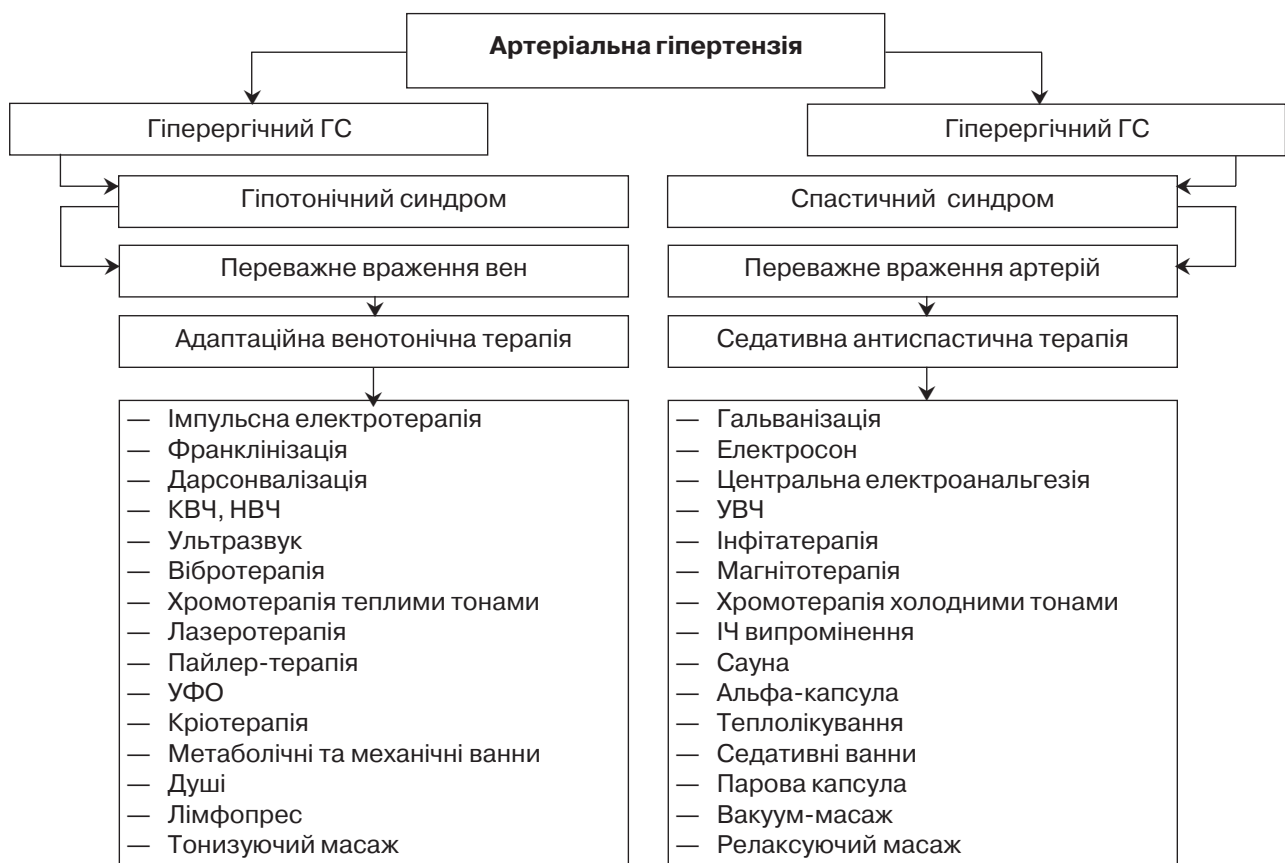 Артеріальна гіпертензія
Гіперергічний ГС
Гіперергічний ГС
Гіпотонічний синдром
Спастичний синдром
Переважне враження вен
Переважне враження артерій
Адаптаційна венотонічна терапія
Седативна антиспастична терапія
— Імпульсна електротерапія
— Франклінізація
— Дарсонвалізація
— КВЧ, НВЧ
— Ультразвук
— Вібротерапія
— Хромотерапія теплими тонами
— Лазеротерапія
— Пайлер-терапія
— УФО
— Кріотерапія
— Метаболічні та механічні ванни
— Душі
— Лімфопрес
— Тонизуючий масаж
— Гальванізація
— Електросон
— Центральна електроанальгезія
— УВЧ
— Інфітатерапія
— Магнітотерапія
— Хромотерапія холодними тонами
— ІЧ випромінення
— Сауна
— Альфа-капсула
— Теплолікування
— Седативні ванни
— Парова капсула
— Вакуум-масаж
— Релаксуючий масаж